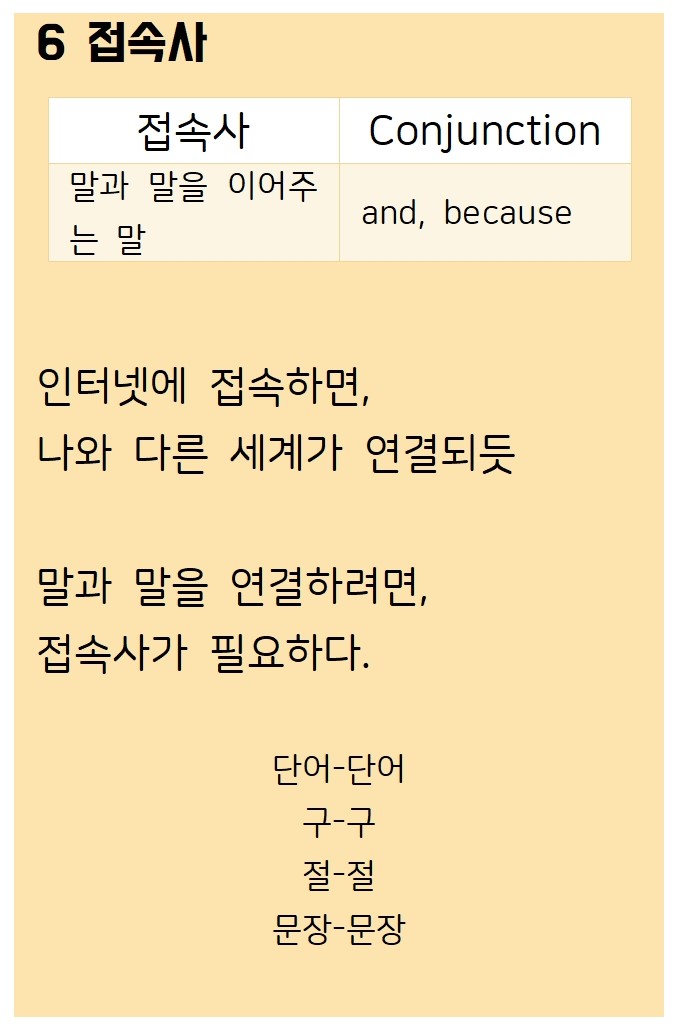 6 접속사
접속사 Conjunction
말과 말을 이어주
는 말
and, because
인터넷에 접속하면,
나와 다른 세계가 연결되듯
말과 말을 연결하려면,
접속사가 필요하다.
단어-단어
구-구
절-절
문장-문장